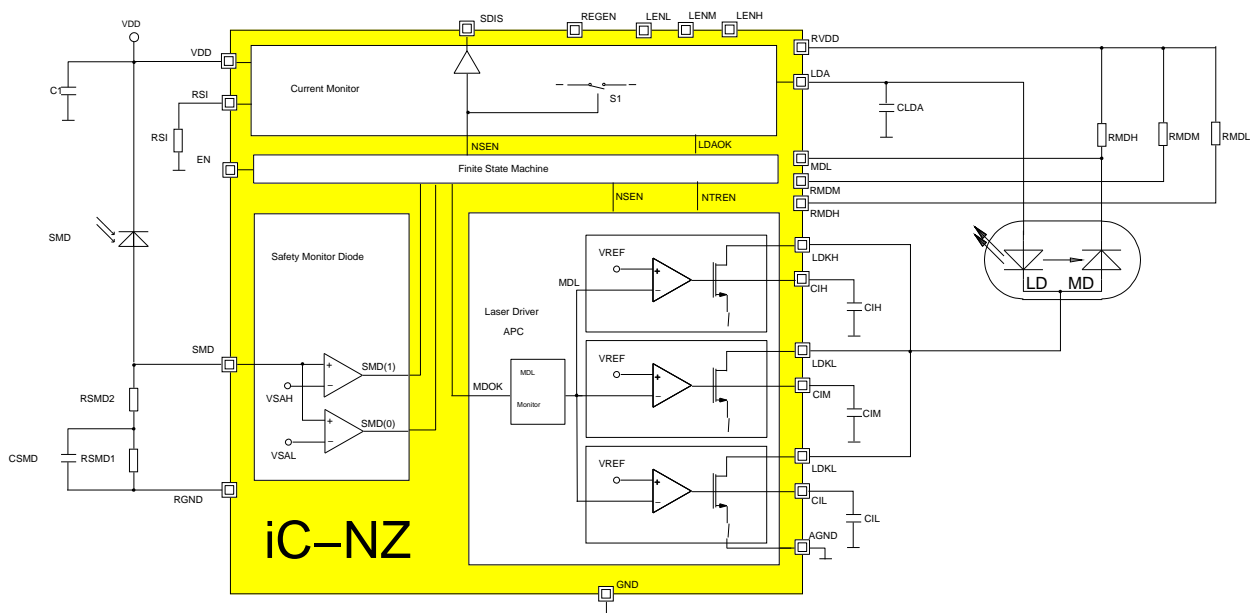 SDIS
REGEN
LENL
LENM
LENH
VDD
VDD
RVDD
LDA
Current Monitor
S1
C1
RSI
RSI
CLDA
RMDH
RMDM
RMDL
NSEN
LDAOK
EN
Finite State Machine
MDL
RMDM
RMDH
NSEN
NTREN
SMD
Safety Monitor Diode
VREF
+
−
LDKH
MDL
CIH
CIH
LD
MD
Laser Driver
APC
SMD
VREF
+
−
LDKL
+
−
SMD(1)
VSAH
MDOK
MDL
Monitor
CIM
CIM
RSMD2
+
−
SMD(0)
VSAL
CSMD
RSMD1
VREF
+
−
LDKL
CIL
CIL
RGND
iC−NZ
AGND
GND